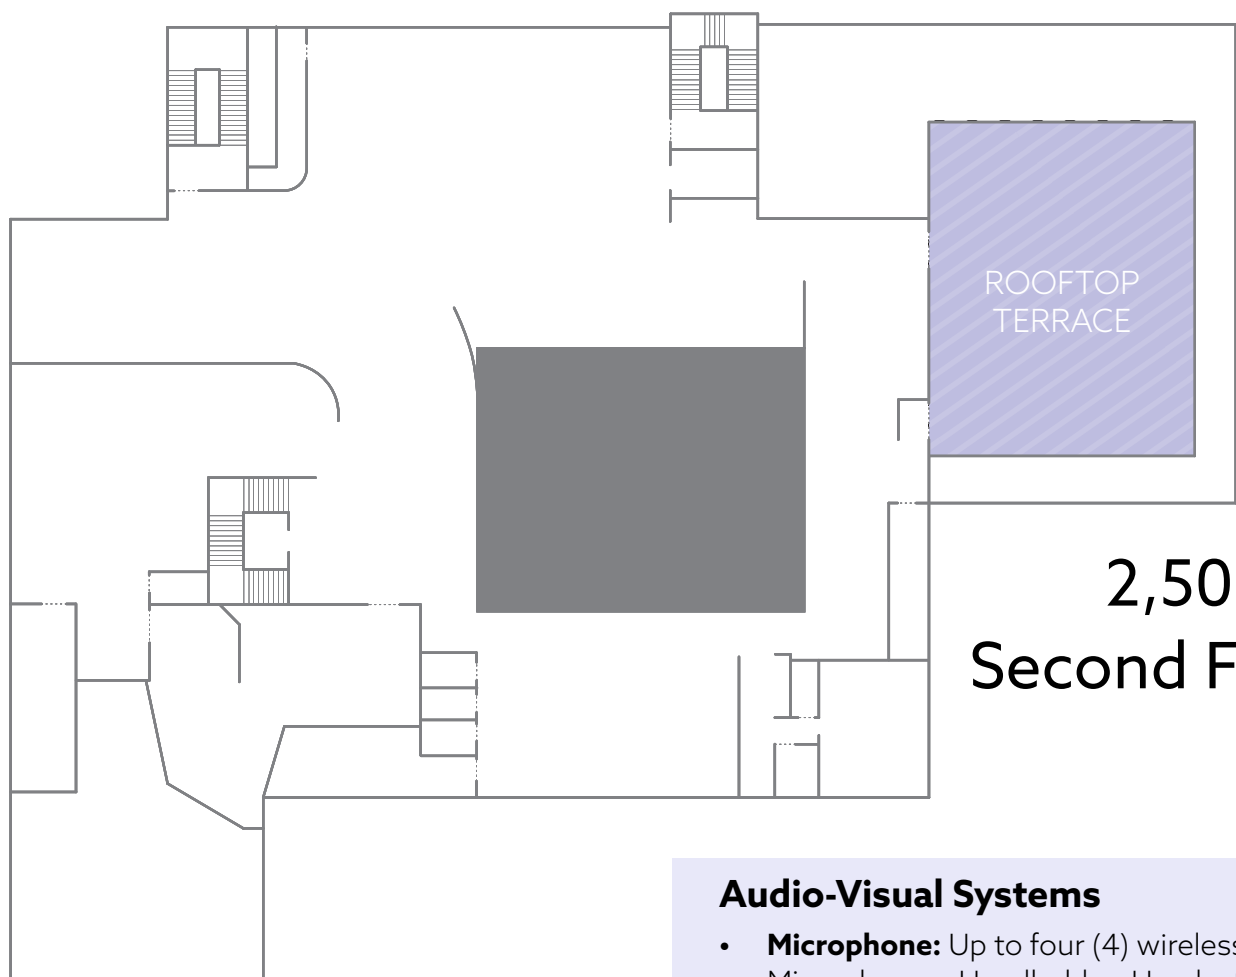 ROOFTOP
TERRACE
2,50
Second F
Audio-Visual Systems
• Microphone: Up to four (4) wireless